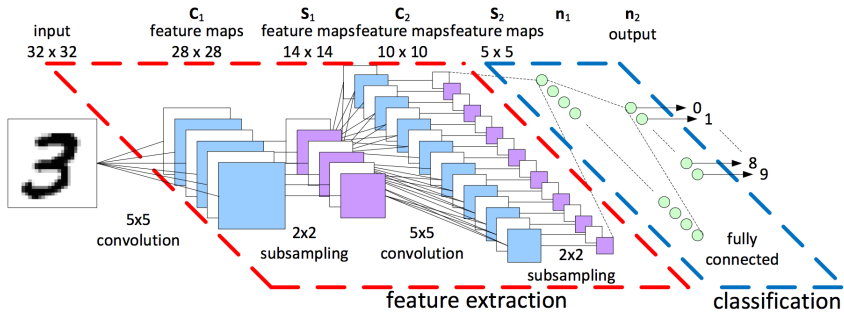 C1 S1 C2 S2 n1 n2
input feature maps feature maps feature maps feature maps output
32 x 32 28 x 28 14 x 14 10 x 10 5 x 5
0
1
8
9
5x5
convolution
2x2
subsampling
5x5
convolution
2x2
subsampling
fully
connected
feature extraction
classification